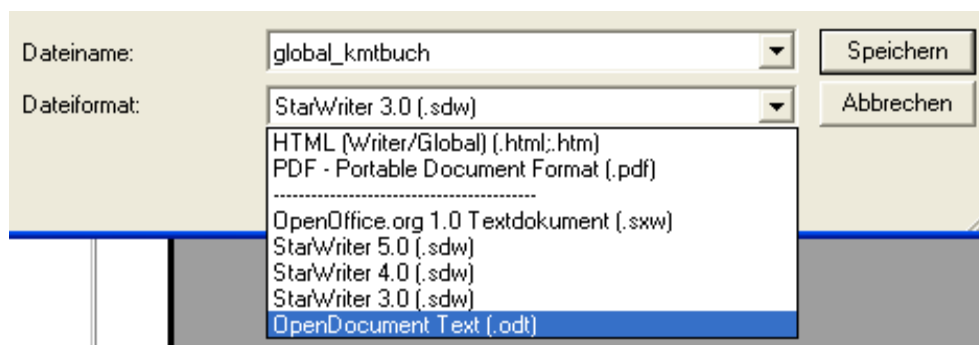 Dateiname: global_kmtbuch Speichern
Dateiformat: StarWriter 3.0 (.sdw) Abbrechen
HTML (Writer/Global) (.html;.htm)
PDF - Portable Document Format (.pdf)
----------------------------------------
OpenOffice.org 1.0 Textdokument (.sxw)
StarWriter 5.0 (.sdw)
StarWriter 4.0 (.sdw)
StarWriter 3.0 (.sdw)
OpenDocument Text (.odt)